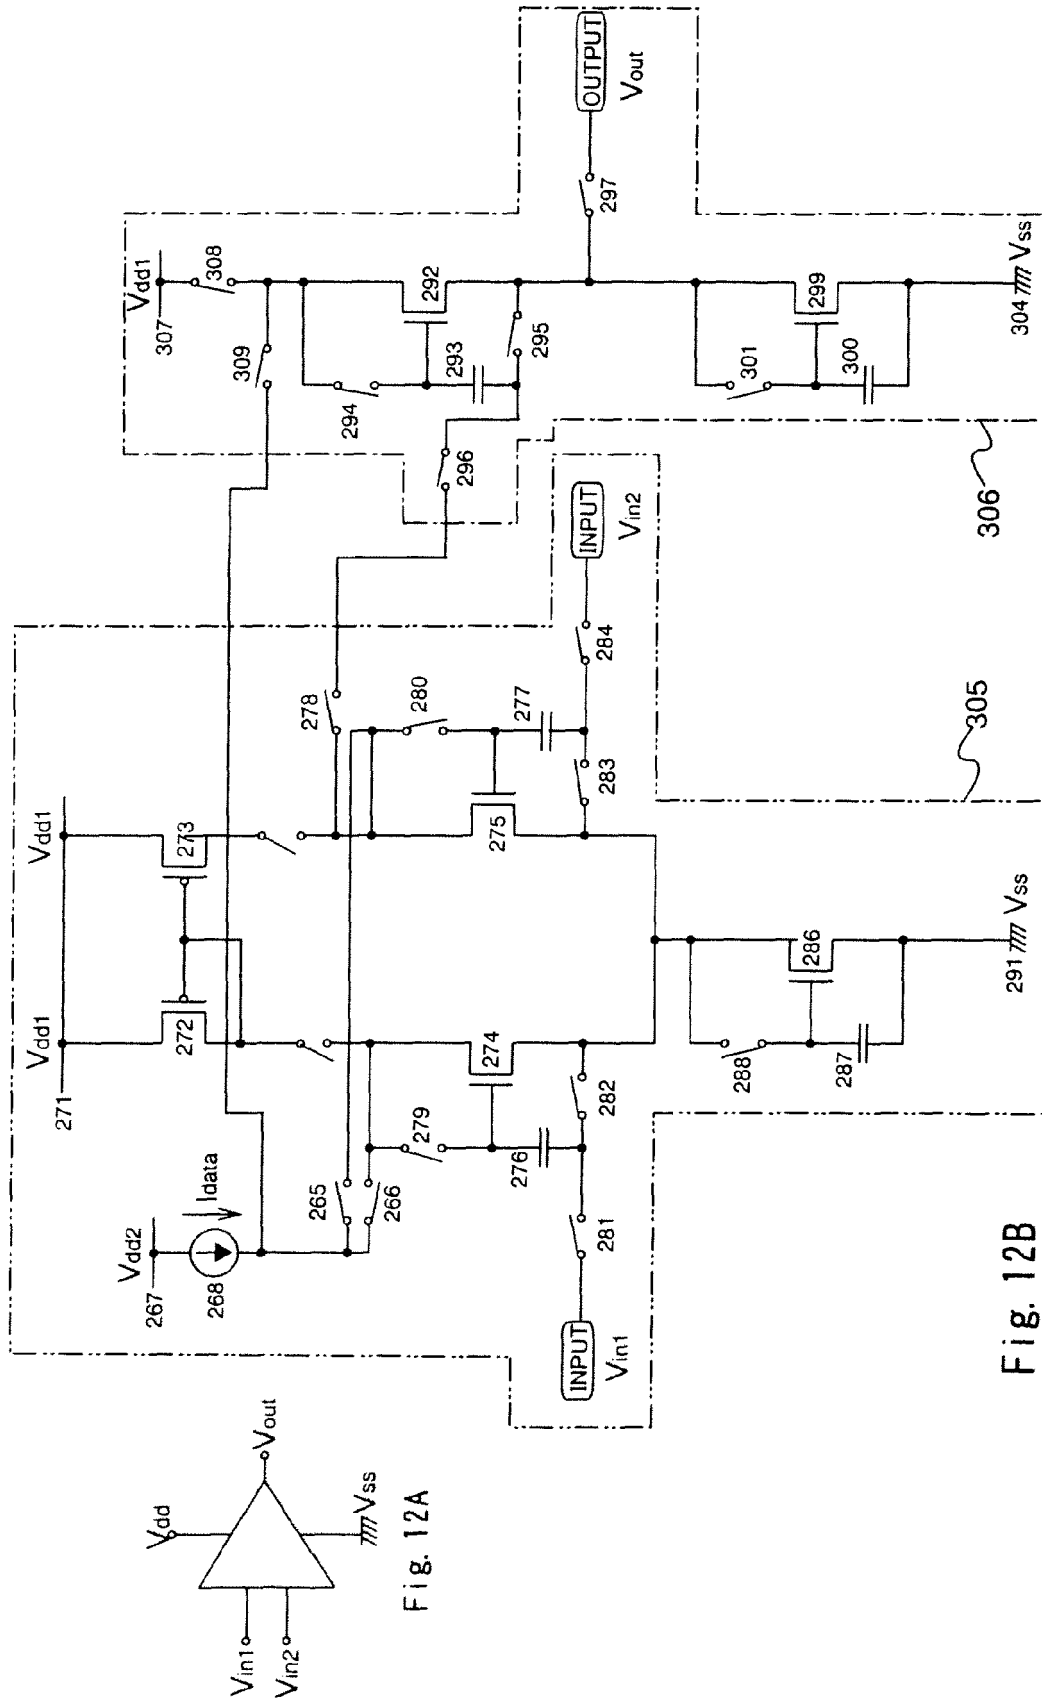 Vdd
Vin1
Vin2
Vout
Vss
Fig. 12A
Vdd2
267
Idata
268
Vdd1
271
Vdd1
272
273
265
266
279
274
276
281
282
INPUT
Vin1
278
280
275
277
283
284
INPUT
Vin2
288
286
287
291
Vss
305
Vdd1
307
308
309
292
293
294
295
296
297
OUTPUT
Vout
301
299
300
304
Vss
306
Fig. 12B